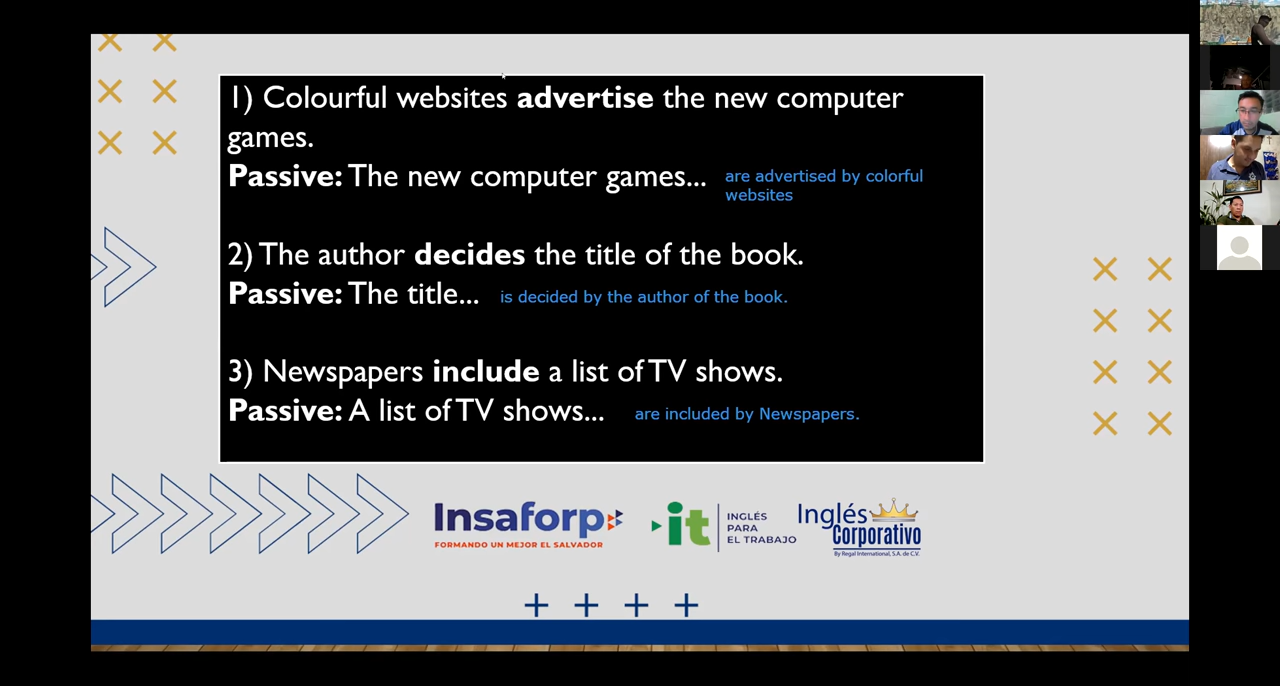 1) Colourful websites advertise the new computer
games.
Passive: The new computer games... are advertised by colorful
websites
2) The author decides the title of the book.
Passive: The title... is decided by the author of the book.
3) Newspapers include a list of TV shows.
Passive: A list of TV shows... are included by Newspapers.
Insaforp
FORMANDO UN MEJOR EL SALVADOR
it
INGLÉS
PARA
EL TRABAJO
Inglés
Corporativo
By Regal International, S.A. de C.V.